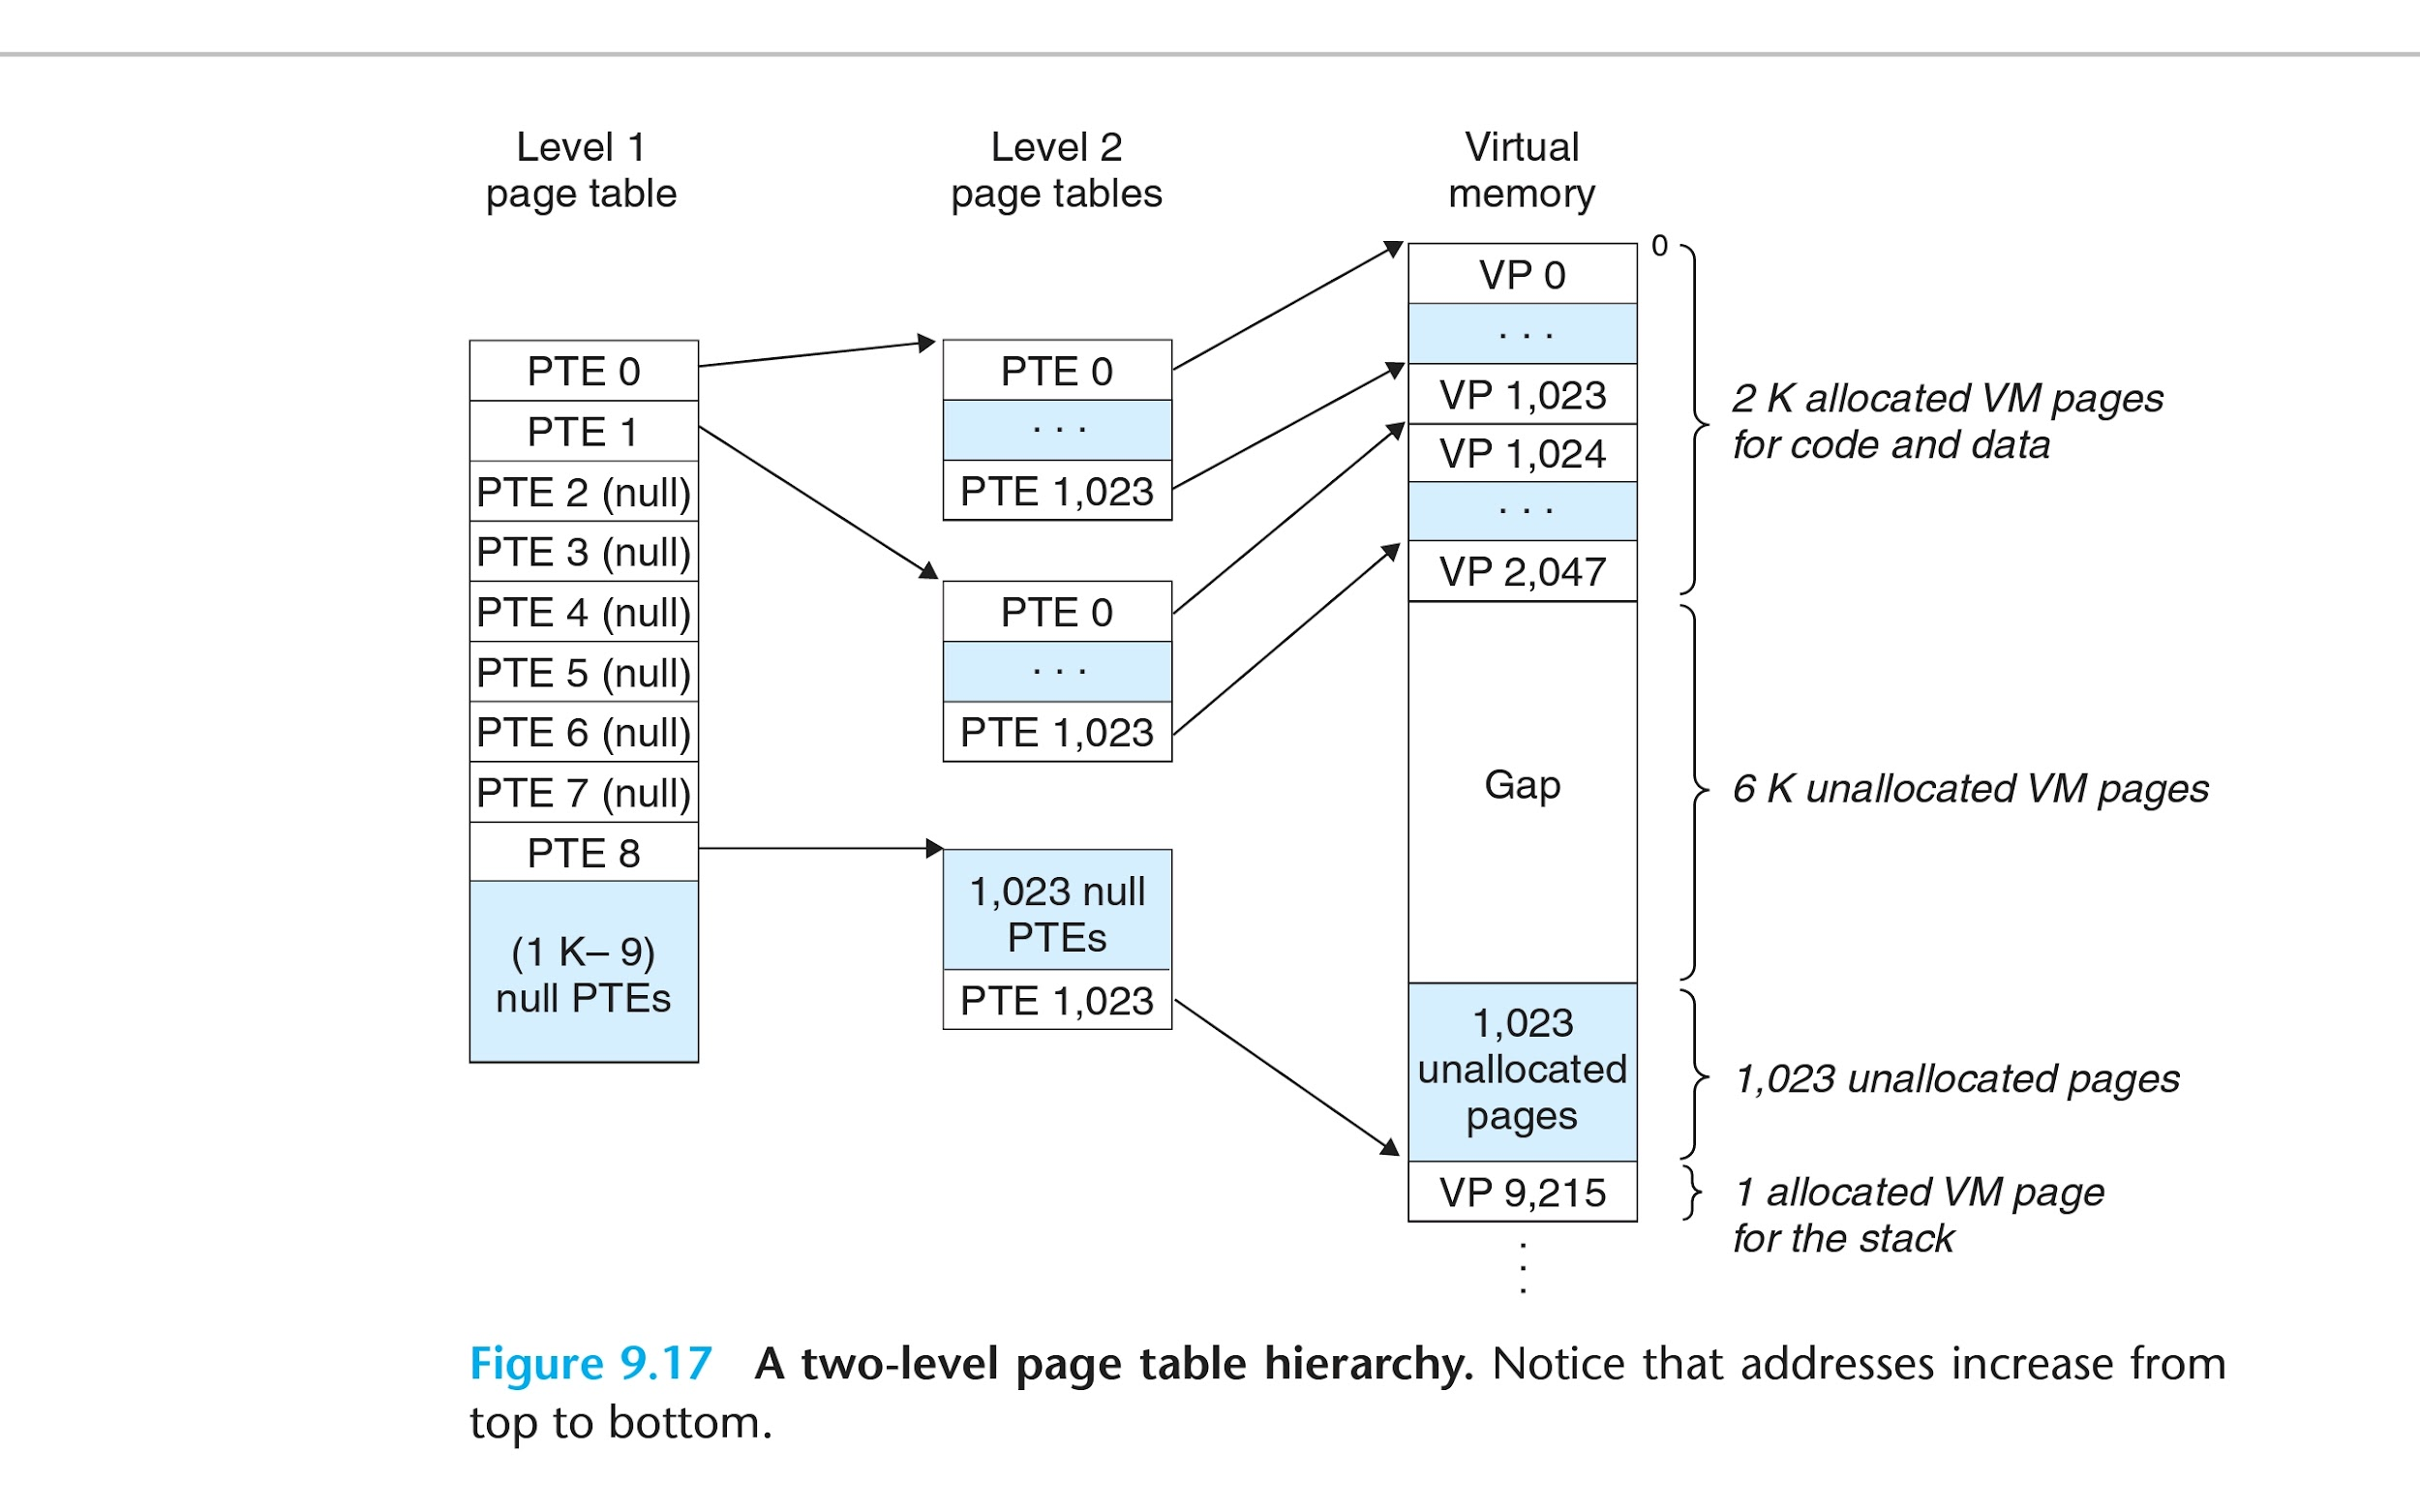 Level 1
page table
Level 2
page tables
Virtual
memory
PTE 0
PTE 1
PTE 2 (null)
PTE 3 (null)
PTE 4 (null)
PTE 5 (null)
PTE 6 (null)
PTE 7 (null)
PTE 8
(1 K– 9)
null PTEs
PTE 0
. . .
PTE 1,023
PTE 0
. . .
PTE 1,023
1,023 null
PTEs
PTE 1,023
0
VP 0
. . .
VP 1,023
VP 1,024
. . .
VP 2,047
Gap
1,023
unallocated
pages
VP 9,215
.
.
.
2 K allocated VM pages
for code and data
6 K unallocated VM pages
1,023 unallocated pages
1 allocated VM page
for the stack
Figure 9.17 A two-level page table hierarchy. Notice that addresses increase from
top to bottom.